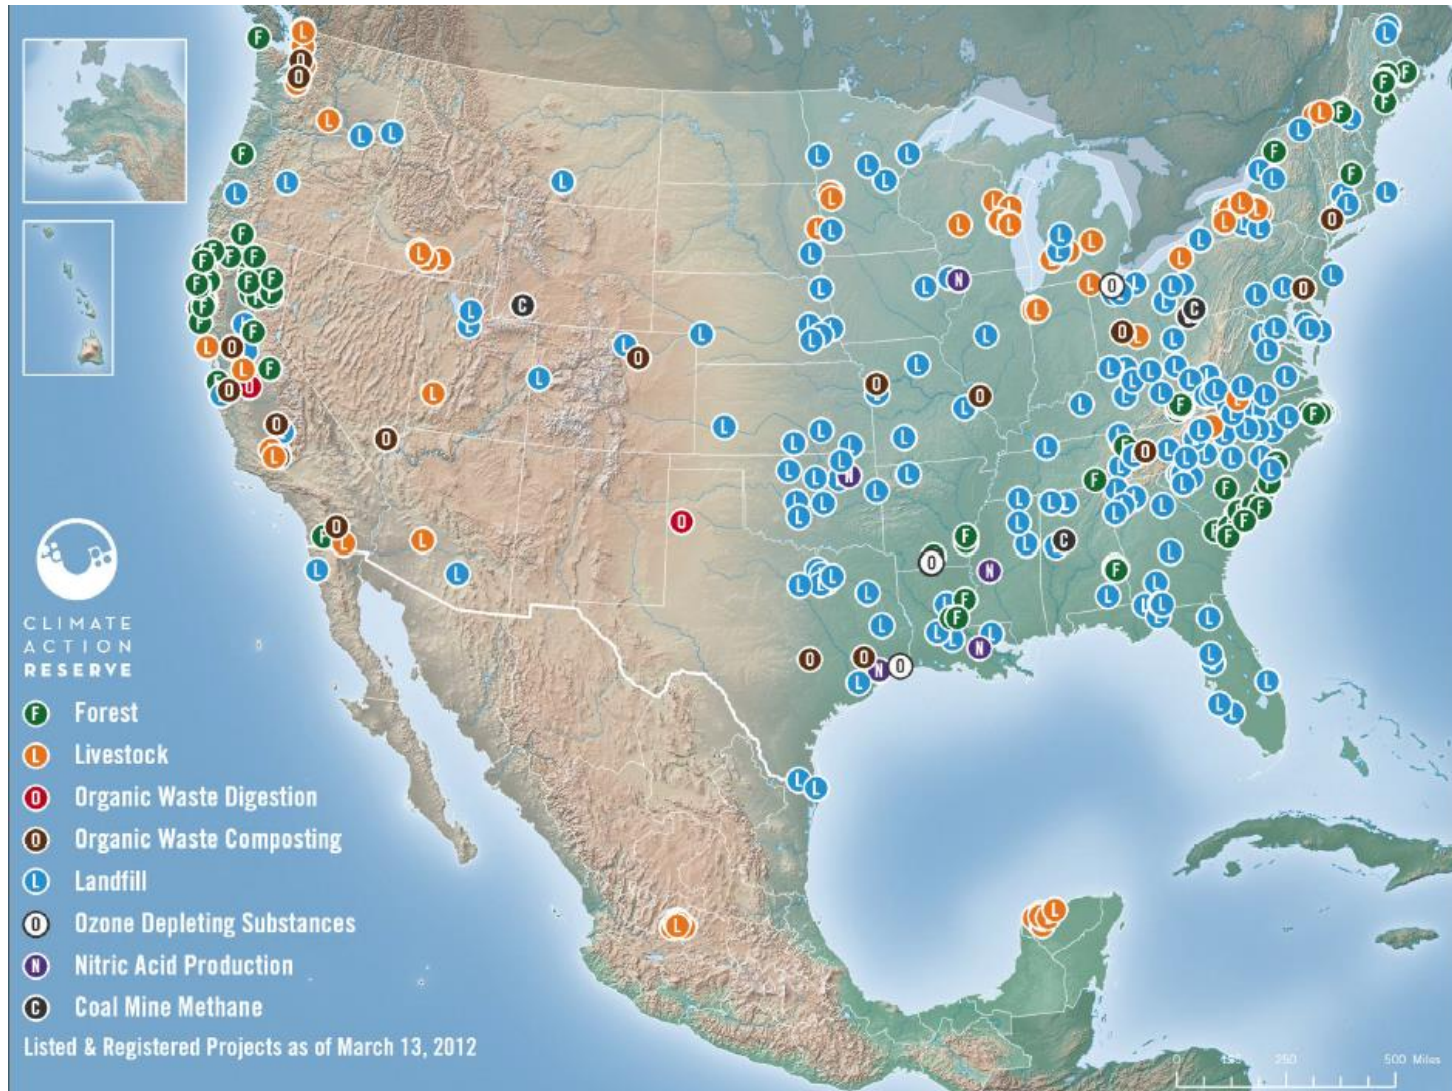 CLIMATE
ACTION
RESERVE
F Forest
L Livestock
O Organic Waste Digestion
O Organic Waste Composting
L Landfill
O Ozone Depleting Substances
N Nitric Acid Production
C Coal Mine Methane
Listed & Registered Projects as of March 13, 2012
0 250 500 Miles